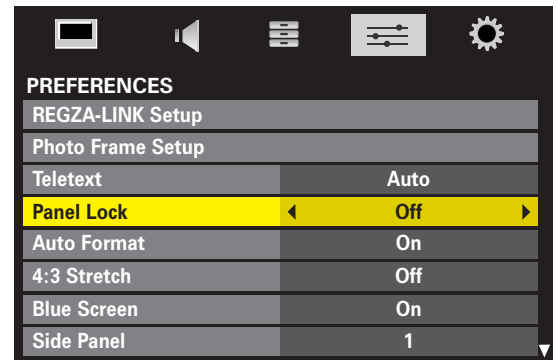 PREFERENCES
REGZA-LINK Setup
Photo Frame Setup
Teletext Auto
Panel Lock Off
Auto Format On
4:3 Stretch Off
Blue Screen On
Side Panel 1